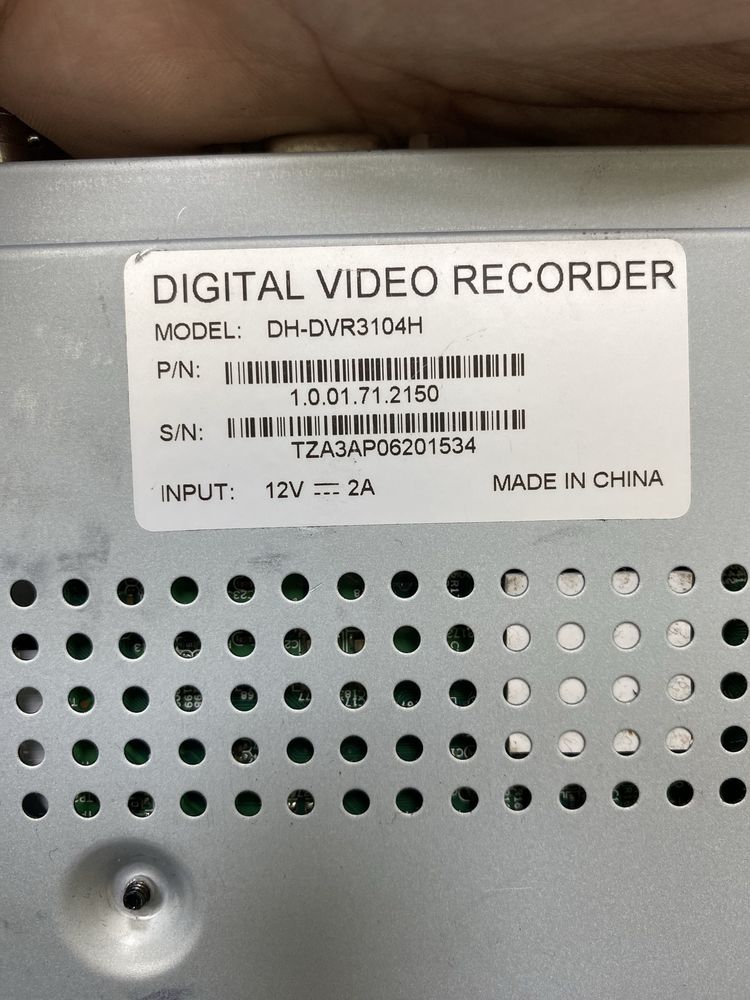 DIGITAL VIDEO RECORDER
MODEL: DH-DVR3104H
P/N:
1.0.01.71.2150
S/N:
TZA3AP06201534
INPUT: 12V ⎓ 2A MADE IN CHINA